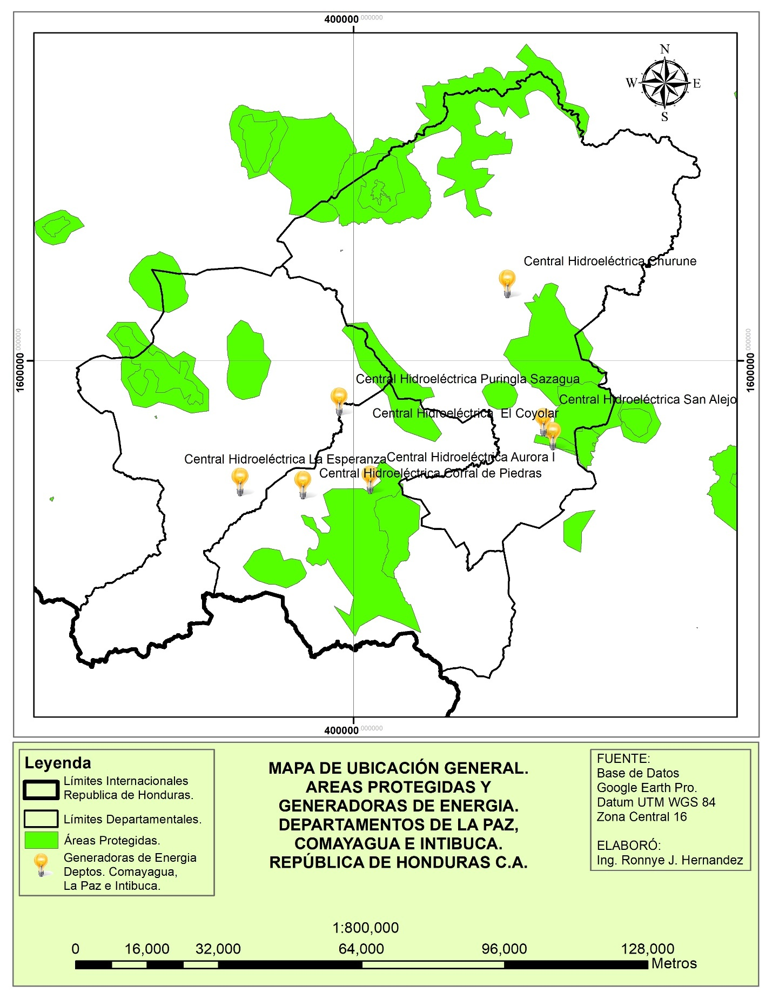 400000.000000
N
W
E
S
Central Hidroeléctrica Churune
1600000.000000
1600000.000000
Central Hidroeléctrica Puringla Sazagua
Central Hidroeléctrica San Alejo
Central Hidroeléctrica El Coyolar
Central Hidroeléctrica La Esperanza
Central Hidroeléctrica Aurora I
Central Hidroeléctrica Corral de Piedras
400000.000000
Leyenda
Límites Internacionales
Republica de Honduras.
Límites Departamentales.
Áreas Protegidas.
Generadoras de Energia
Deptos. Comayagua,
La Paz e Intibuca.
MAPA DE UBICACIÓN GENERAL.
AREAS PROTEGIDAS Y
GENERADORAS DE ENERGIA.
DEPARTAMENTOS DE LA PAZ,
COMAYAGUA E INTIBUCA.
REPÚBLICA DE HONDURAS C.A.
FUENTE:
Base de Datos
Google Earth Pro.
Datum UTM WGS 84
Zona Central 16
ELABORÓ:
Ing. Ronnye J. Hernandez
1:800,000
0 16,000 32,000 64,000 96,000 128,000
Metros